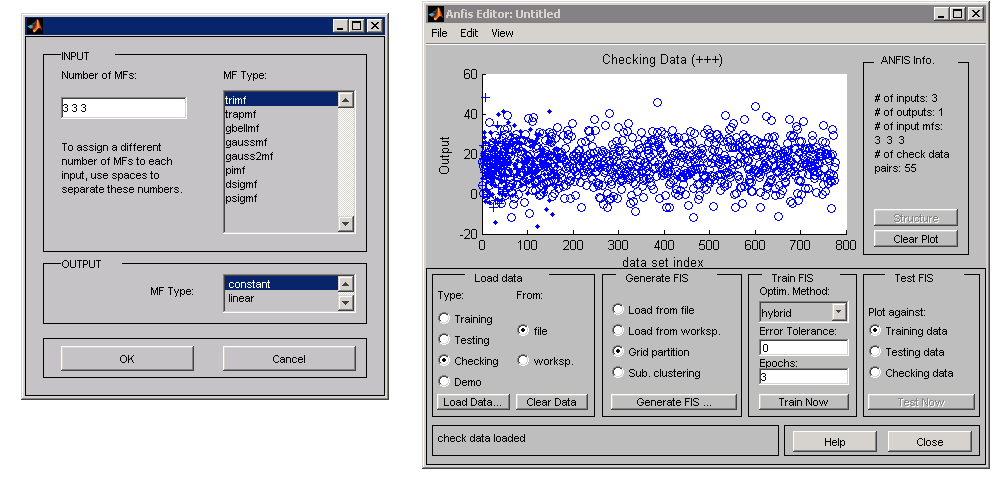 INPUT
Number of MFs:
MF Type:
3 3 3
To assign a different
number of MFs to each
input, use spaces to
separate these numbers.
trimf
trapmf
gbellmf
gaussmf
gauss2mf
pimf
dsigmf
psigmf
OUTPUT
MF Type:
constant
linear
OK
Cancel
Anfis Editor: Untitled
File Edit View
Checking Data (+++)
Output
60
40
20
0
-20
0 100 200 300 400 500 600 700 800
data set index
ANFIS Info.
# of inputs: 3
# of outputs: 1
# of input mfs:
3 3 3
# of check data
pairs: 55
Structure
Clear Plot
Load data
Type:
From:
Training
Testing
Checking
Demo
file
worksp.
Load Data...
Clear Data
Generate FIS
Load from file
Load from worksp.
Grid partition
Sub. clustering
Generate FIS ...
Train FIS
Optim. Method:
hybrid
Error Tolerance:
0
Epochs:
3
Train Now
Test FIS
Plot against:
Training data
Testing data
Checking data
Test Now
check data loaded
Help
Close